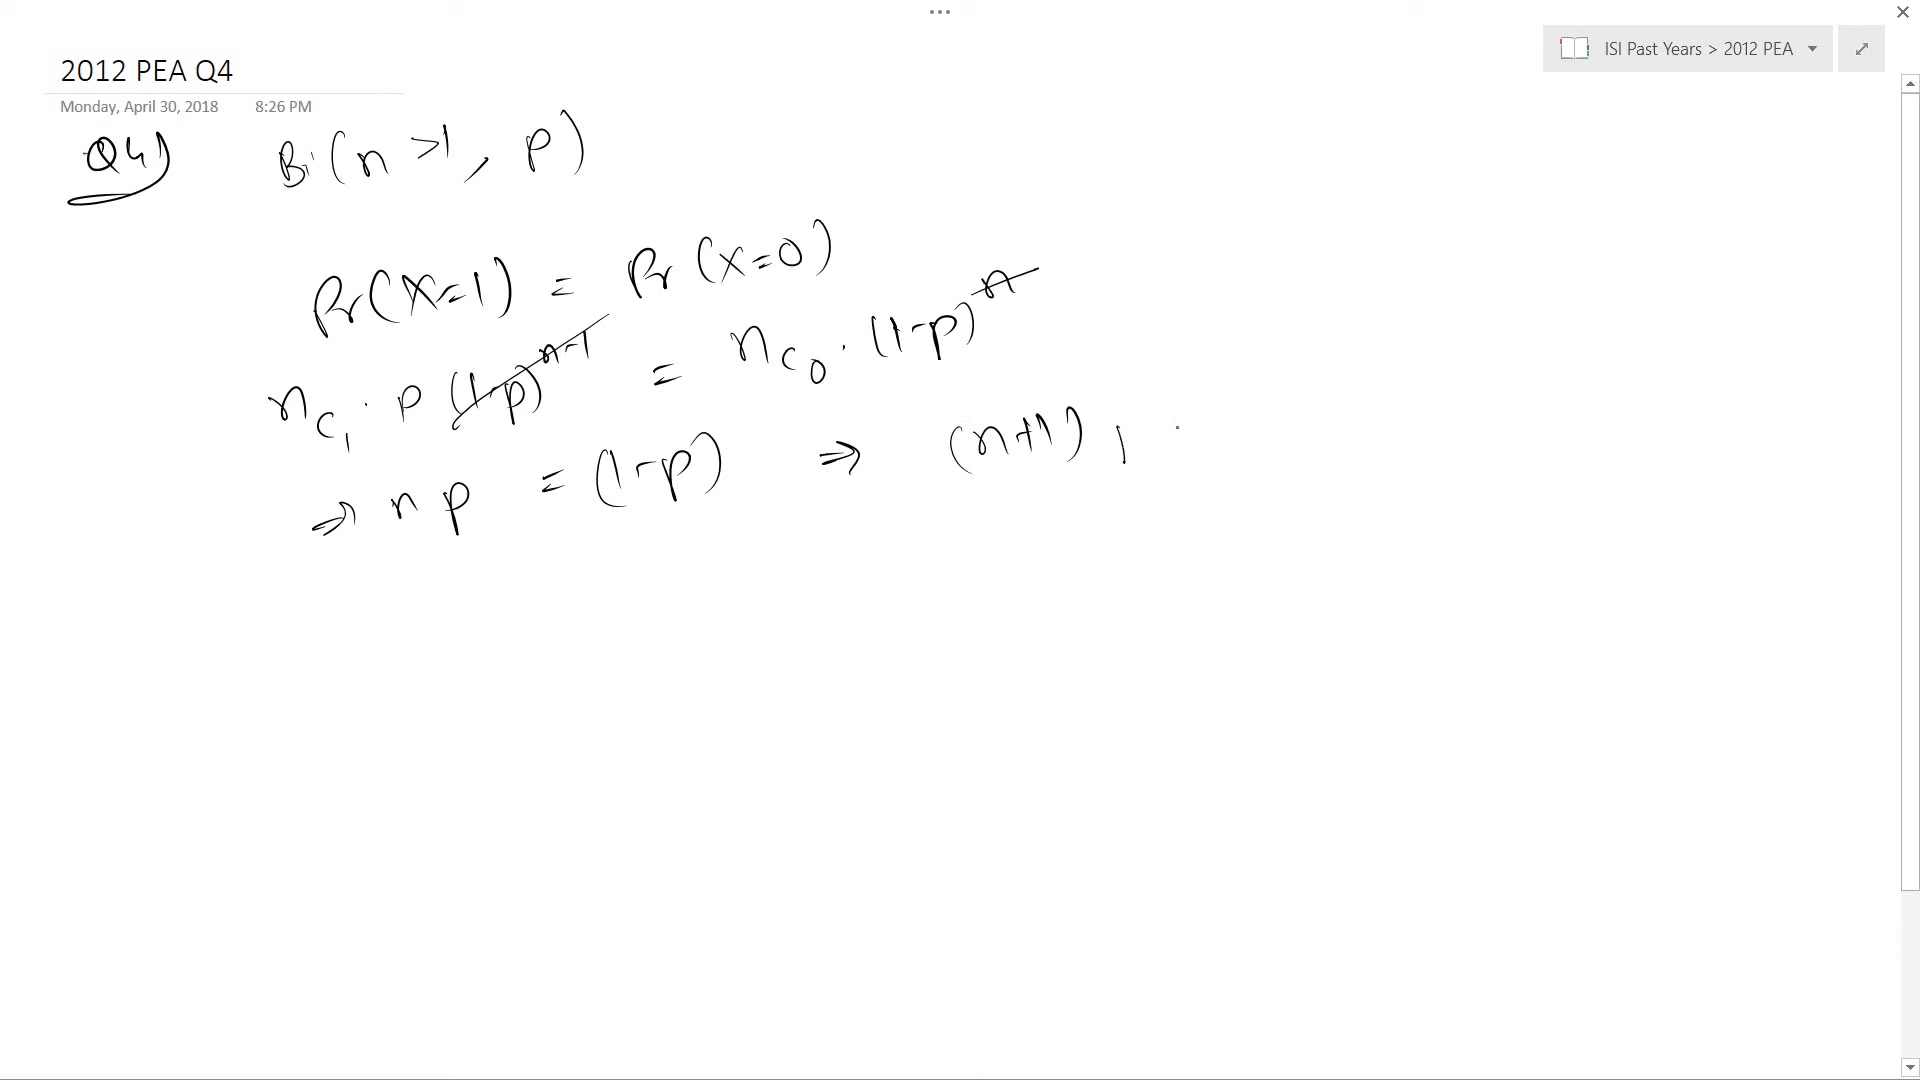 ISI Past Years > 2012 PEA
2012 PEA Q4
Monday, April 30, 2018 8:26 PM
Q4) Bi(n >1, p)
Pr(X=1) = Pr(X=0)
nC1 · p (1-p)^n-1 = nC0 · (1-p)^n
⇒ n p = (1-p) ⇒ (n+1)